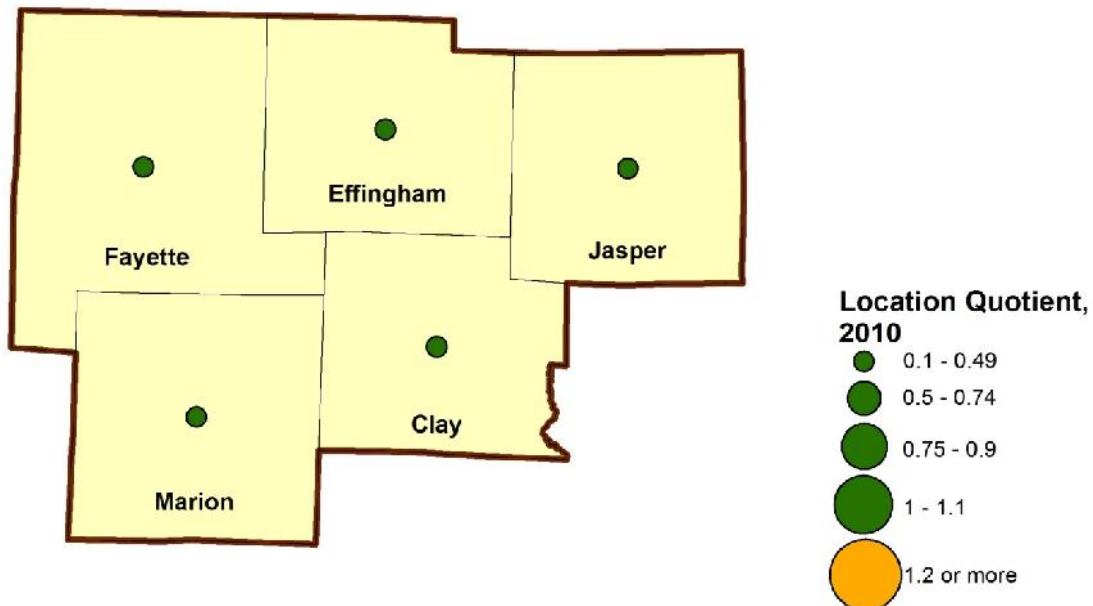 Effingham
Jasper
Fayette
Clay
Marion
Location Quotient,
2010
0.1 - 0.49
0.5 - 0.74
0.75 - 0.9
1 - 1.1
1.2 or more